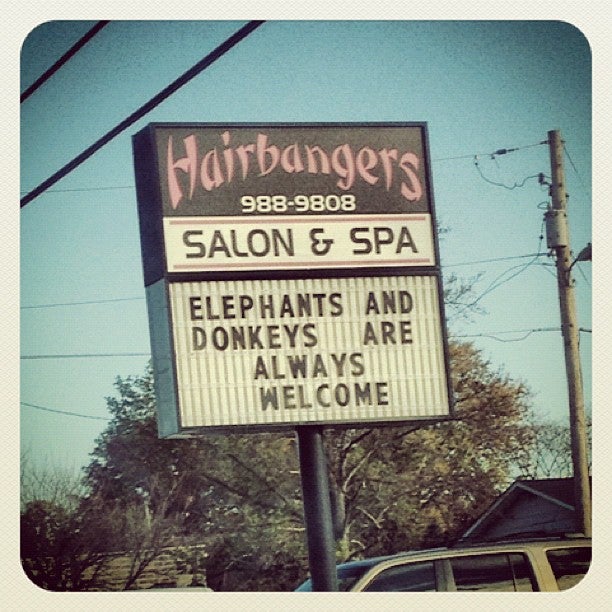 Hairbangers
988-9808
SALON & SPA
ELEPHANTS AND
DONKEYS ARE
ALWAYS
WELCOME